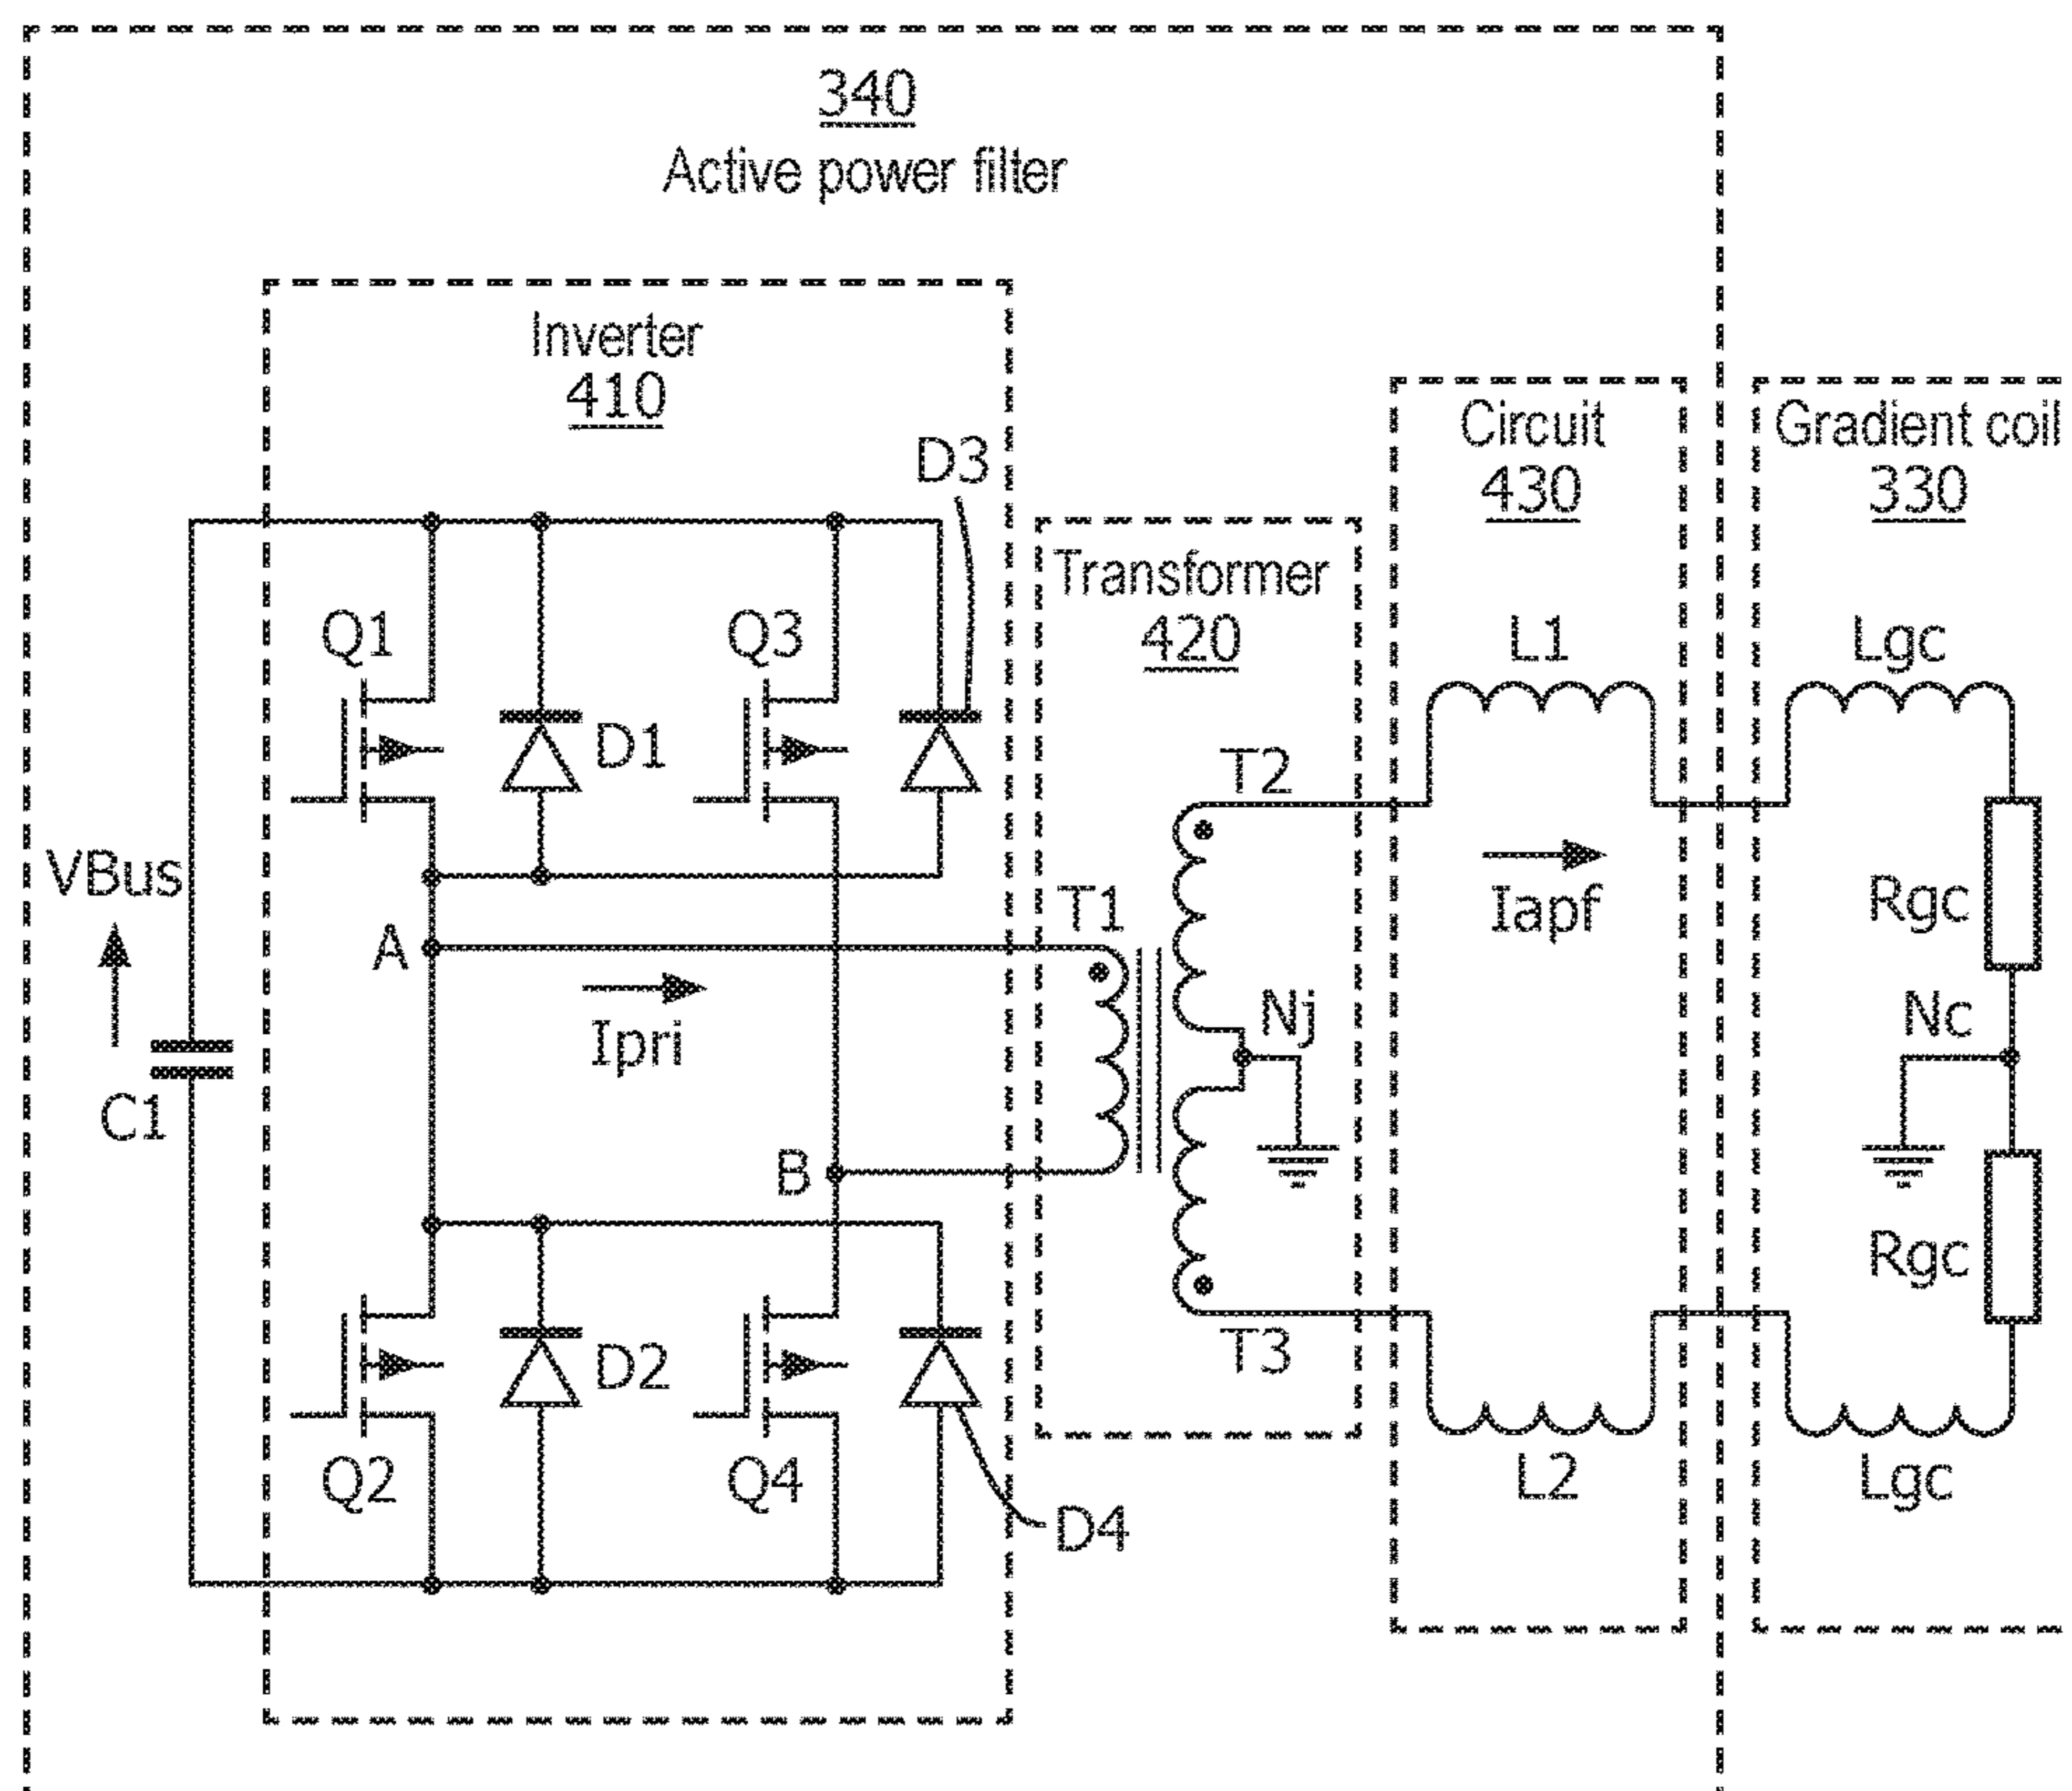 340
Active power filter
Inverter
410
D3
Circuit
430
Gradient coil
330
Transformer
420
Q1
D1
Q3
L1
Lgc
T2
VBus
A
T1
Iapf
Rgc
Ipri
Nj
Nc
C1
B
Rgc
D2
T3
Q2
Q4
D4
L2
Lgc